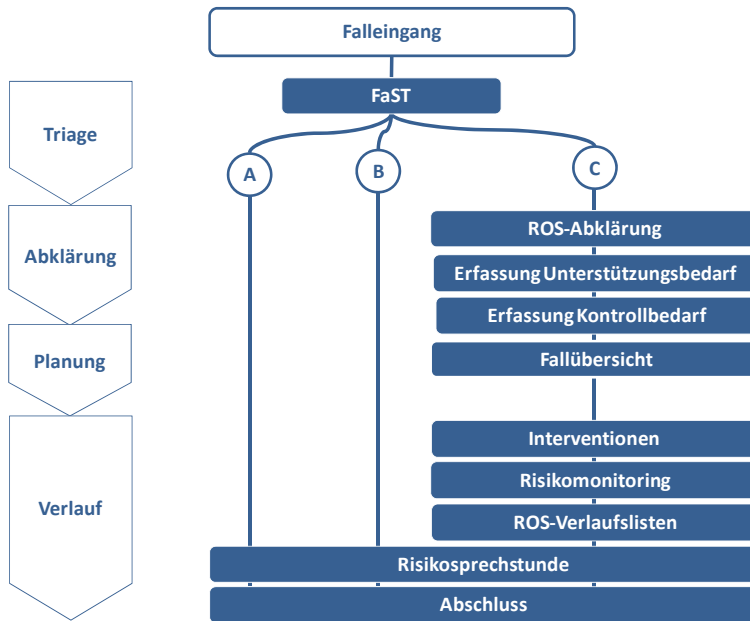 Falleingang
FaST
Triage
A
B
C
ROS-Abklärung
Abklärung
Erfassung Unterstützungsbedarf
Erfassung Kontrollbedarf
Planung
Fallübersicht
Interventionen
Risikomonitoring
Verlauf
ROS-Verlaufslisten
Risikosprechstunde
Abschluss